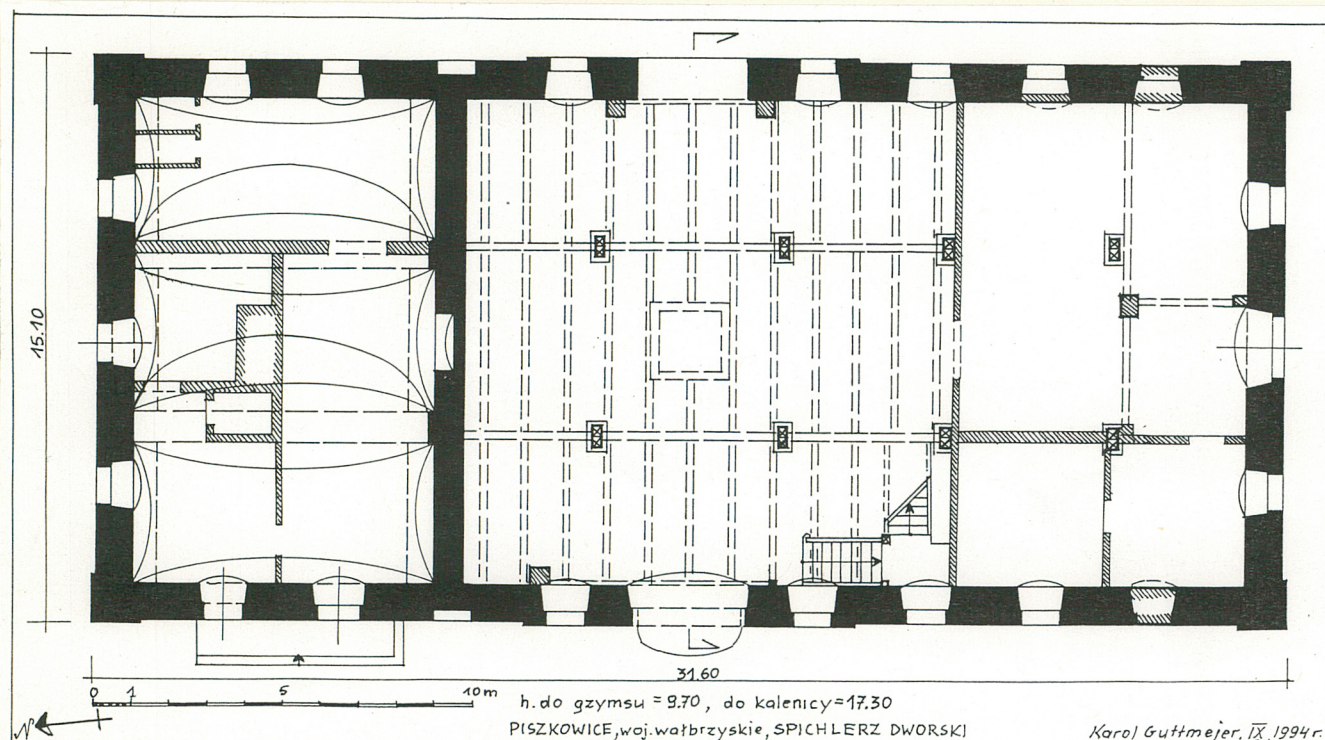 15.10
31.60
0 1 5 10m
h. do gzymsu = 9.70, do kalenicy = 17.30
N
PISZKOWICE, woj. wałbrzyskie, SPICHLERZ DWORSKI
Karol Guttmejer, IX, 1994 r.